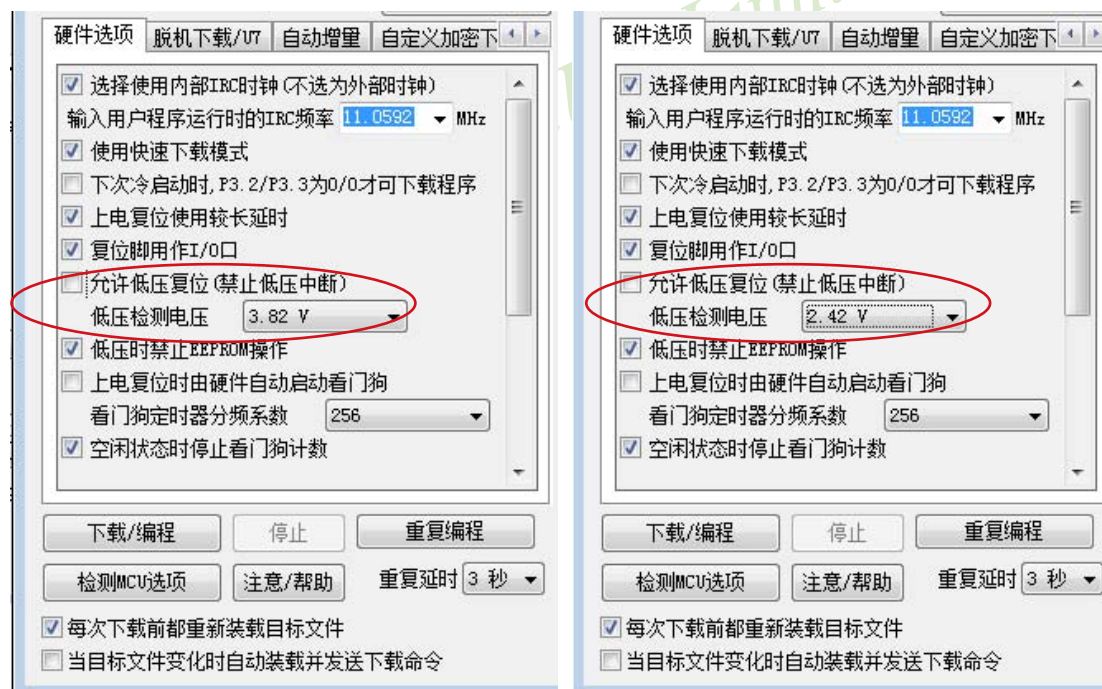 硬件选项 脱机下载/U7 自动增量 自定义加密下
选择使用内部IRC时钟(不选为外部时钟)
输入用户程序运行时的IRC频率 11.0592 MHz
使用快速下载模式
下次冷启动时,P3.2/P3.3为0/0才可下载程序
上电复位使用较长延时
复位脚用作I/O口
允许低压复位(禁止低压中断)
低压检测电压 3.82 V
低压时禁止EEPROM操作
上电复位时由硬件自动启动看门狗
看门狗定时器分频系数 256
空闲状态时停止看门狗计数
下载/编程 停止 重复编程
检测MCU选项 注意/帮助 重复延时 3 秒
每次下载前都重新装载目标文件
当目标文件变化时自动装载并发送下载命令
硬件选项 脱机下载/U7 自动增量 自定义加密下
选择使用内部IRC时钟(不选为外部时钟)
输入用户程序运行时的IRC频率 11.0592 MHz
使用快速下载模式
下次冷启动时,P3.2/P3.3为0/0才可下载程序
上电复位使用较长延时
复位脚用作I/O口
允许低压复位(禁止低压中断)
低压检测电压 2.42 V
低压时禁止EEPROM操作
上电复位时由硬件自动启动看门狗
看门狗定时器分频系数 256
空闲状态时停止看门狗计数
下载/编程 停止 重复编程
检测MCU选项 注意/帮助 重复延时 3 秒
每次下载前都重新装载目标文件
当目标文件变化时自动装载并发送下载命令